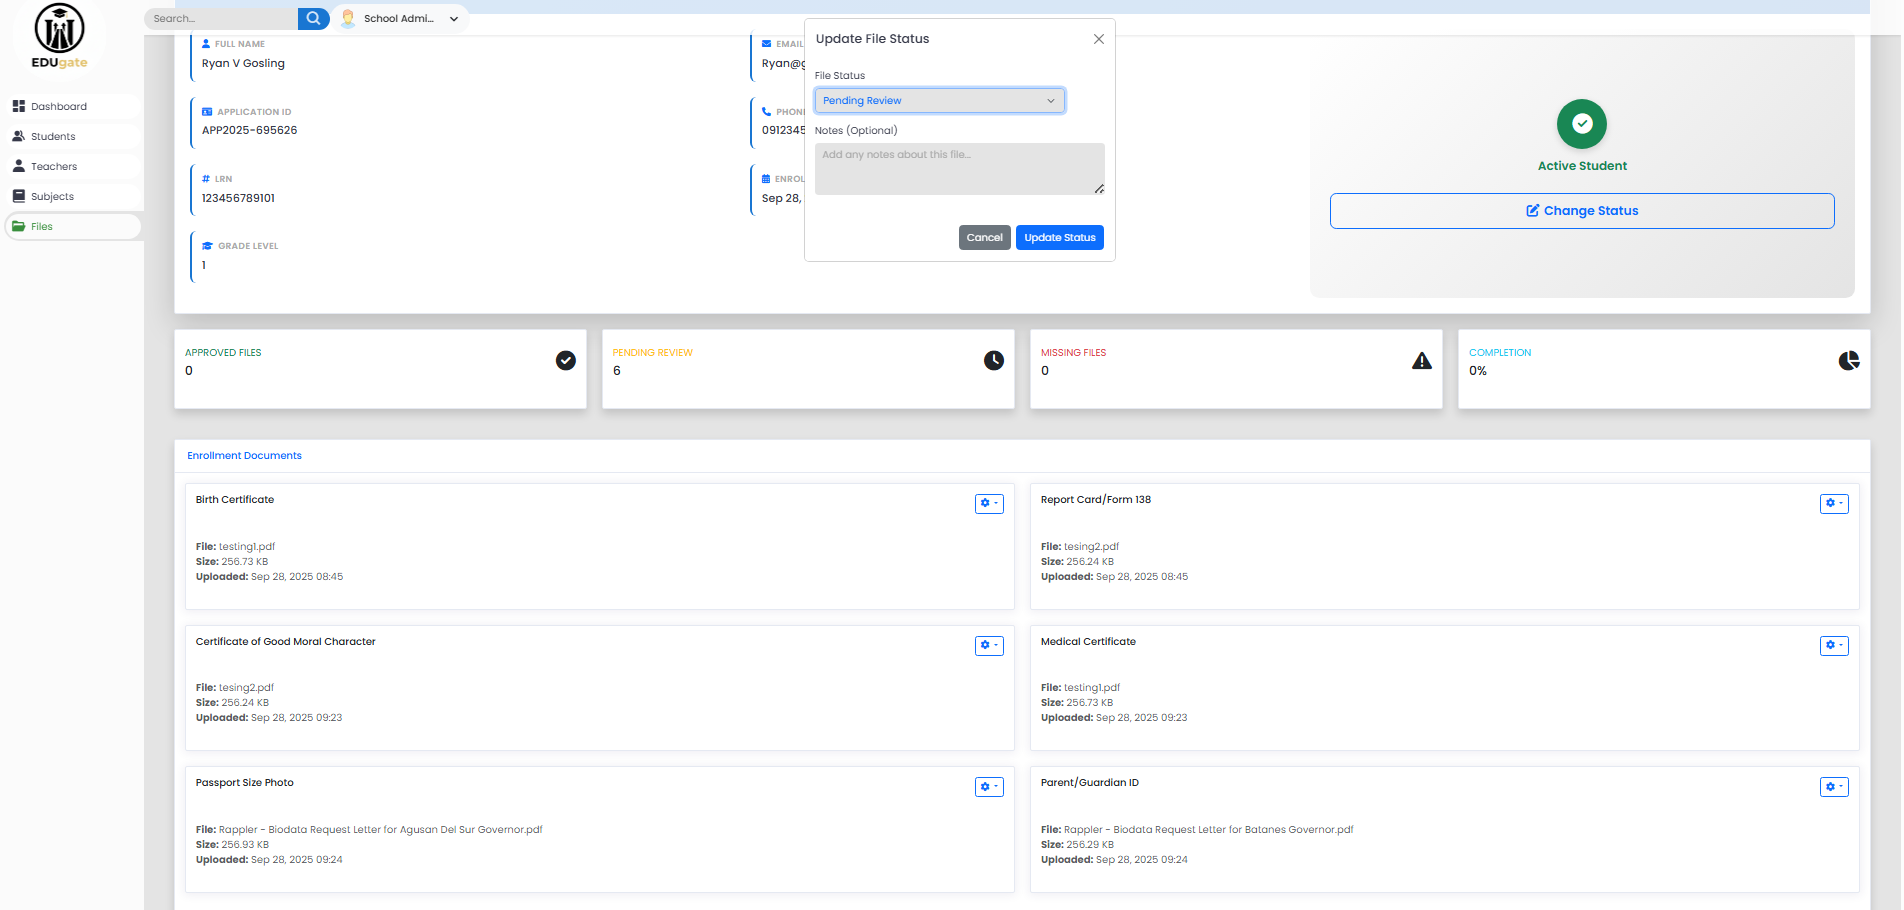 Search...
School Admi...
EDUgate
Dashboard
Students
Teachers
Subjects
Files
FULL NAME
Ryan V Gosling
APPLICATION ID
APP2025-695626
LRN
123456789101
GRADE LEVEL
1
EMAIL
Ryan@g
PHON
0912345
ENROL
Sep 28,
Update File Status
File Status
Pending Review
Notes (Optional)
Add any notes about this file...
Cancel
Update Status
Active Student
Change Status
APPROVED FILES
0
PENDING REVIEW
6
MISSING FILES
0
COMPLETION
0%
Enrollment Documents
Birth Certificate
File: testing1.pdf
Size: 256.73 KB
Uploaded: Sep 28, 2025 08:45
Report Card/Form 138
File: tesing2.pdf
Size: 256.24 KB
Uploaded: Sep 28, 2025 08:45
Certificate of Good Moral Character
File: tesing2.pdf
Size: 256.24 KB
Uploaded: Sep 28, 2025 09:23
Medical Certificate
File: testing1.pdf
Size: 256.73 KB
Uploaded: Sep 28, 2025 09:23
Passport Size Photo
File: Rappler - Biodata Request Letter for Agusan Del Sur Governor.pdf
Size: 256.93 KB
Uploaded: Sep 28, 2025 09:24
Parent/Guardian ID
File: Rappler - Biodata Request Letter for Batanes Governor.pdf
Size: 256.29 KB
Uploaded: Sep 28, 2025 09:24